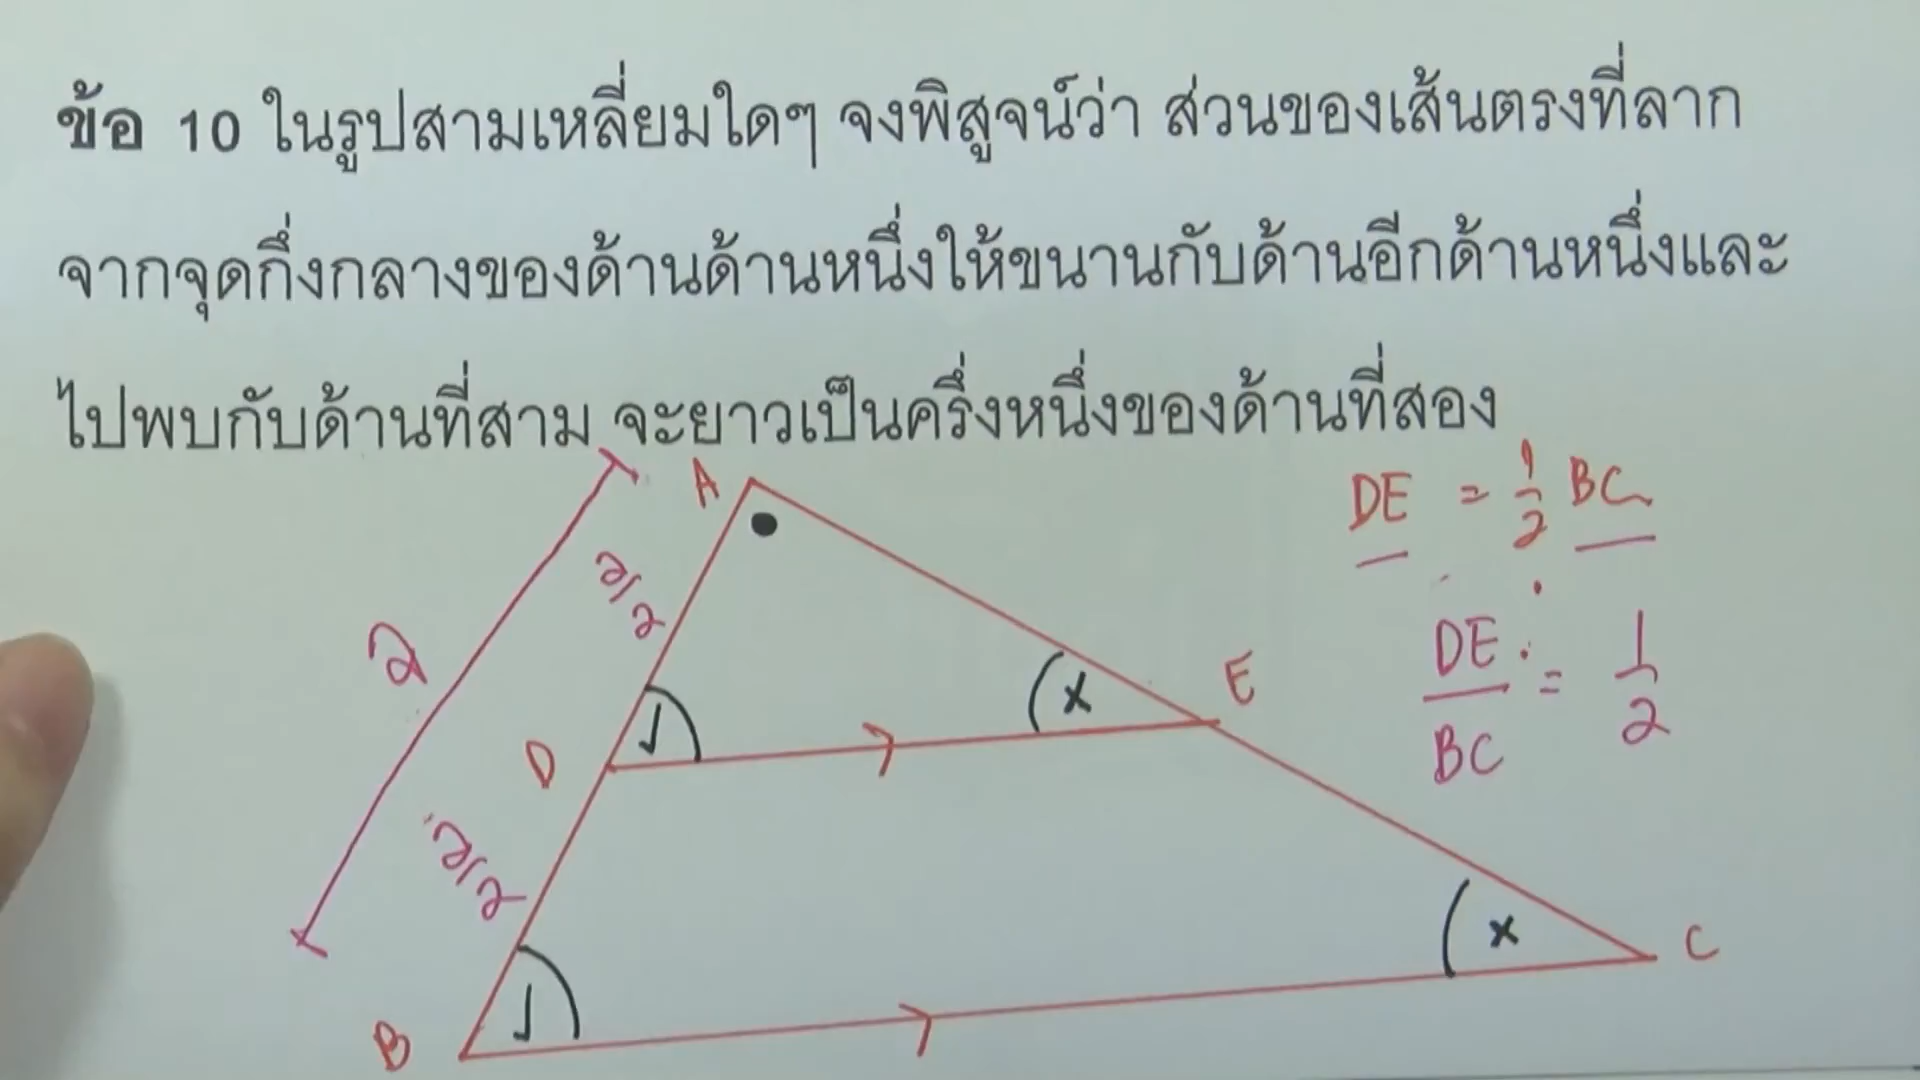 ข้อ 10 ในรูปสามเหลี่ยมใดๆ จงพิสูจน์ว่า ส่วนของเส้นตรงที่ลาก
จากจุดกึ่งกลางของด้านด้านหนึ่งให้ขนานกับด้านอีกด้านหนึ่งและ
ไปพบกับด้านที่สาม จะยาวเป็นครึ่งหนึ่งของด้านที่สอง
A
DE = 1/2 BC
a/2
a
DE/BC = 1/2
x
E
D
a/2
x
C
B